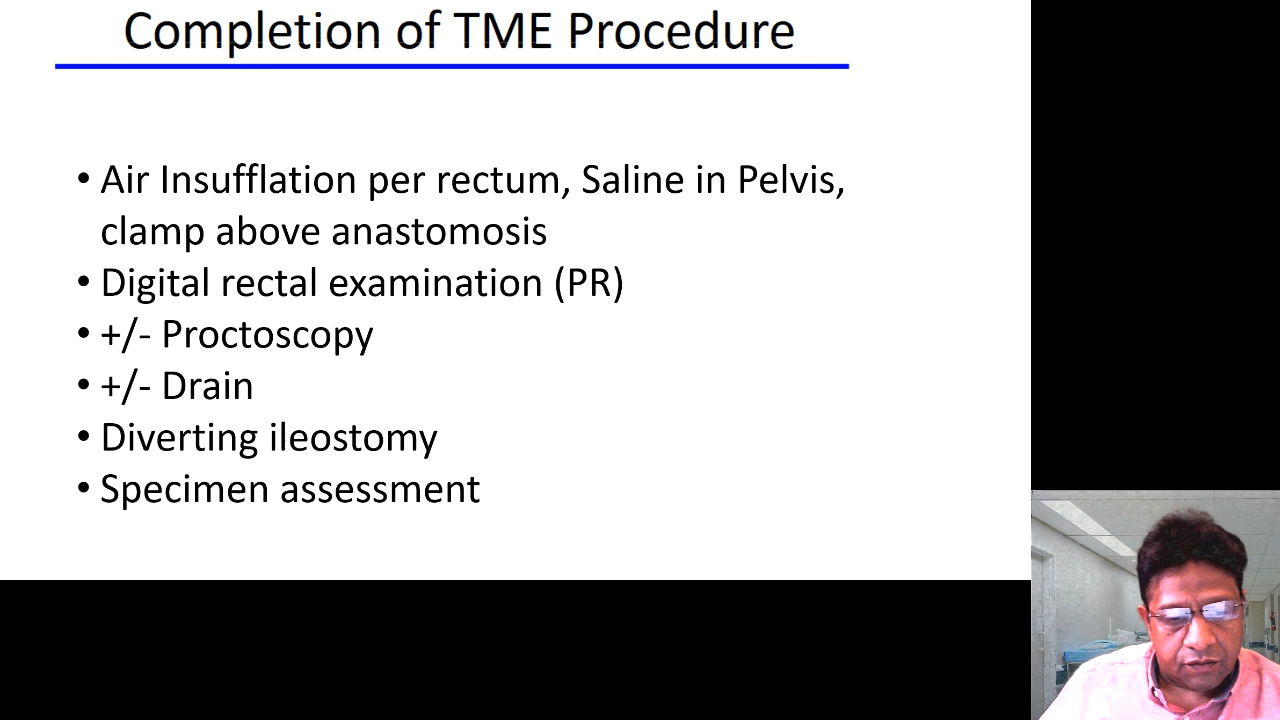 Completion of TME Procedure
• Air Insufflation per rectum, Saline in Pelvis,
clamp above anastomosis
• Digital rectal examination (PR)
• +/- Proctoscopy
• +/- Drain
• Diverting ileostomy
• Specimen assessment